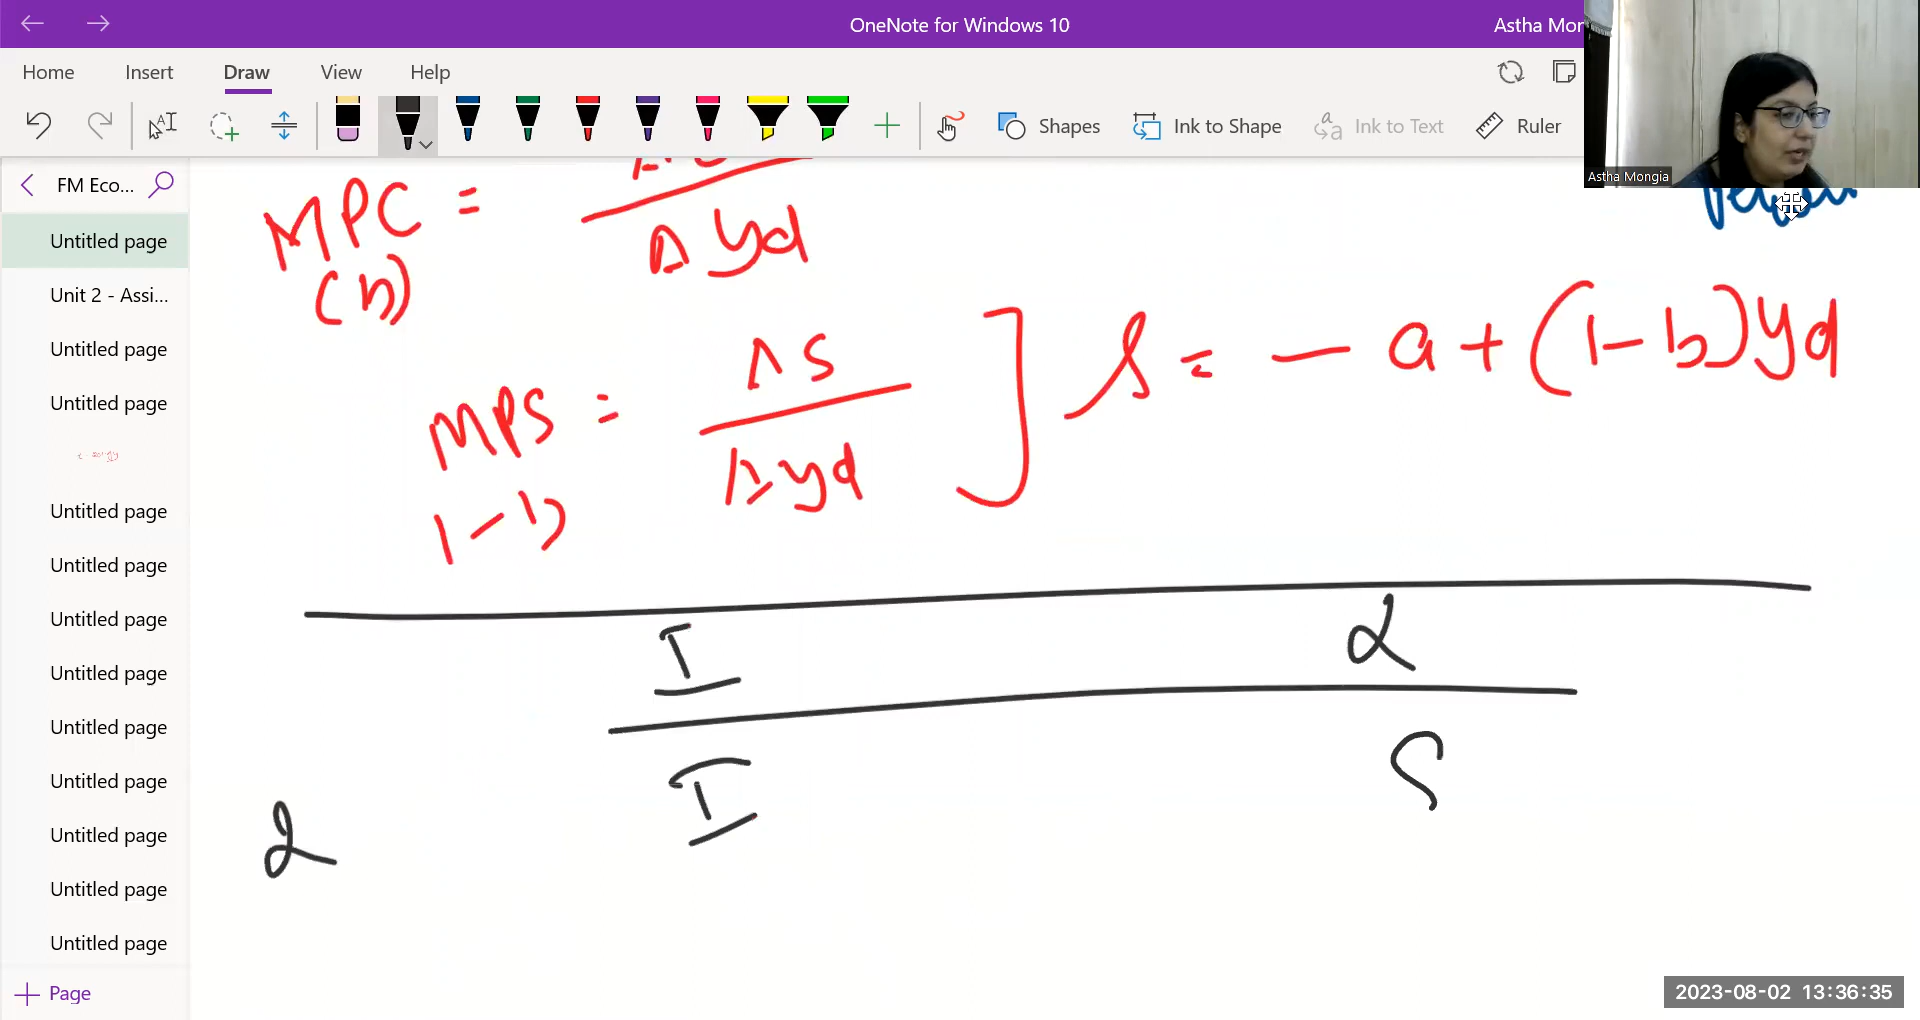 OneNote for Windows 10
Astha Mon
Home Insert Draw View Help
Shapes Ink to Shape Ink to Text Ruler
Astha Mongia
FM Eco...
Untitled page
Unit 2 - Assi...
Untitled page
Untitled page
Untitled page
Untitled page
Untitled page
Untitled page
Untitled page
Untitled page
Untitled page
Untitled page
Untitled page
Page
MPC =
Δ yd
(b)
MPS = ΔS
Δyd
1-b
S = - a + (1-b)yd
I
I S
2023-08-02 13:36:35